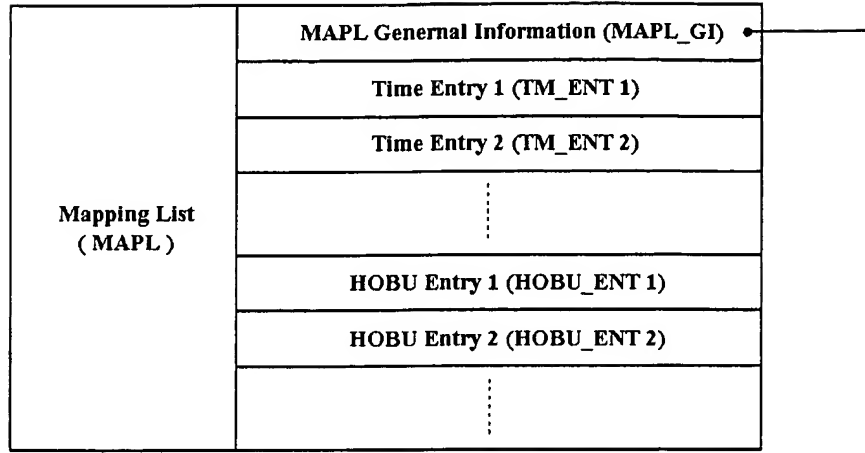 MAPL Genernal Information (MAPL_GI)
Time Entry 1 (TM_ENT 1)
Time Entry 2 (TM_ENT 2)
Mapping List
( MAPL )
HOBU Entry 1 (HOBU_ENT 1)
HOBU Entry 2 (HOBU_ENT 2)